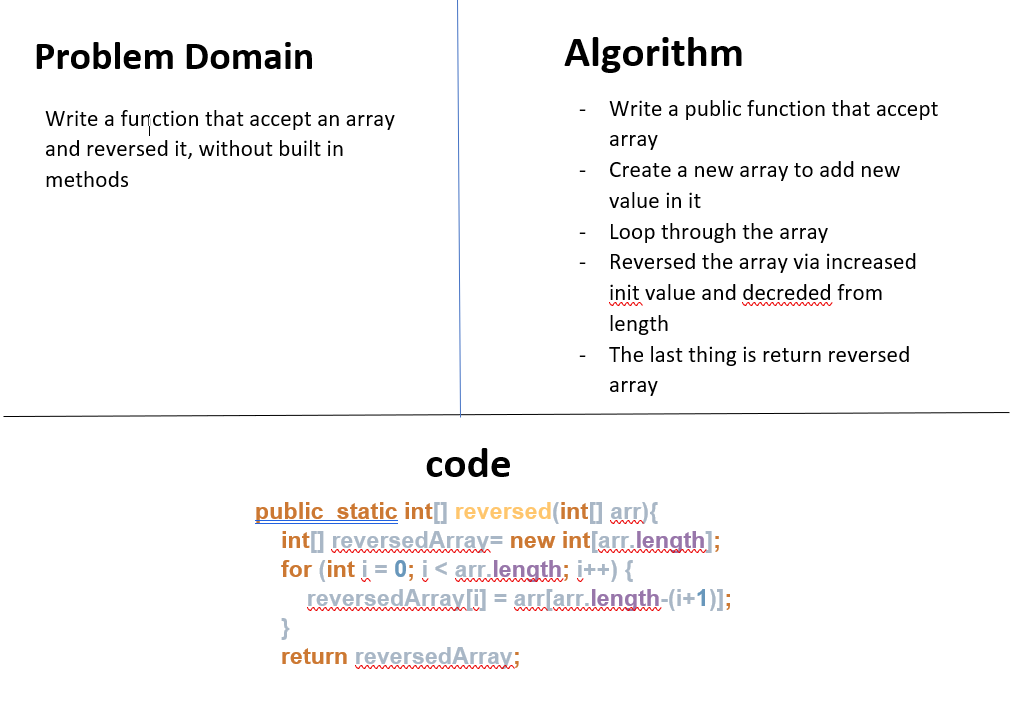 Problem Domain
Write a function that accept an array
and reversed it, without built in
methods
Algorithm
- Write a public function that accept
array
- Create a new array to add new
value in it
- Loop through the array
- Reversed the array via increased
init value and decreded from
length
- The last thing is return reversed
array
code
public static int[] reversed(int[] arr){
int[] reversedArray= new int[arr.length];
for (int i = 0; i < arr.length; i++) {
reversedArray[i] = arr[arr.length-(i+1)];
}
return reversedArray;